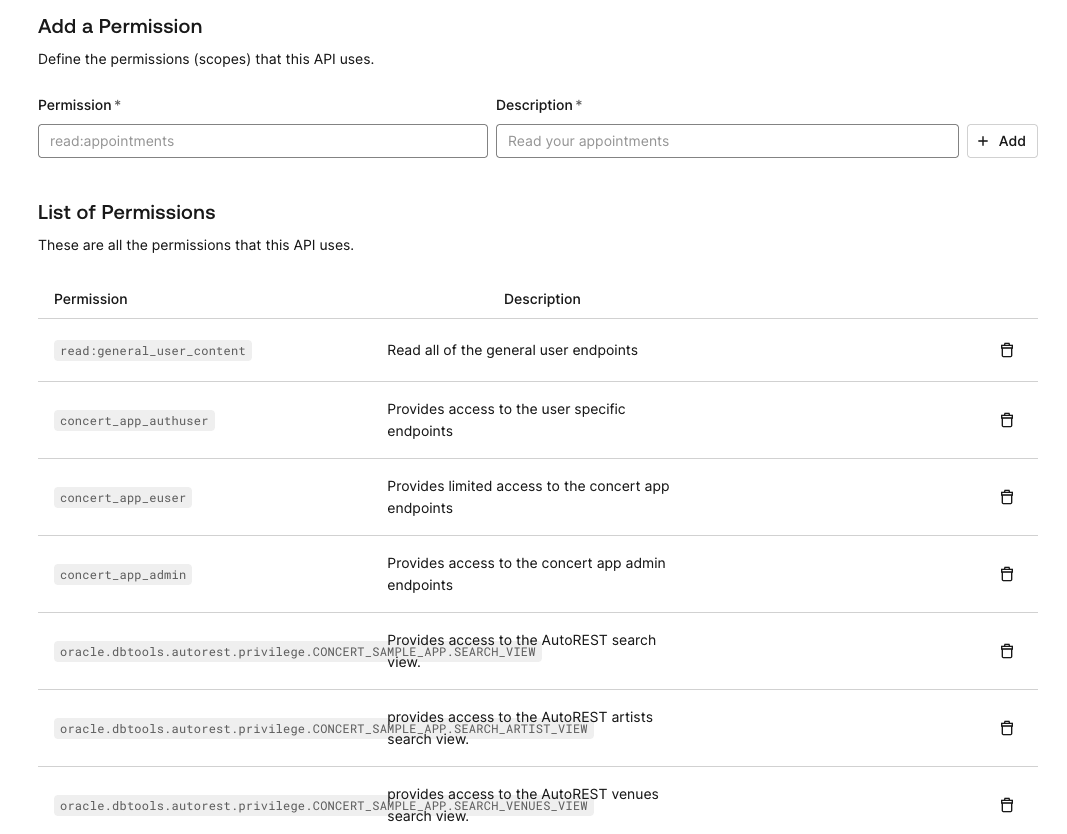 Add a Permission
Define the permissions (scopes) that this API uses.
Permission * Description *
read:appointments Read your appointments + Add
List of Permissions
These are all the permissions that this API uses.
Permission Description
read:general_user_content Read all of the general user endpoints
concert_app_authuser Provides access to the user specific
endpoints
concert_app_euser Provides limited access to the concert app
endpoints
concert_app_admin Provides access to the concert app admin
endpoints
oracle.dbtools.autorest.privilege.CONCERT_SAMPLE_APP.SEARCH_VIEW Provides access to the AutoREST search
view.
oracle.dbtools.autorest.privilege.CONCERT_SAMPLE_APP.SEARCH_ARTIST_VIEW provides access to the AutoREST artists
search view.
oracle.dbtools.autorest.privilege.CONCERT_SAMPLE_APP.SEARCH_VENUES_VIEW provides access to the AutoREST venues
search view.